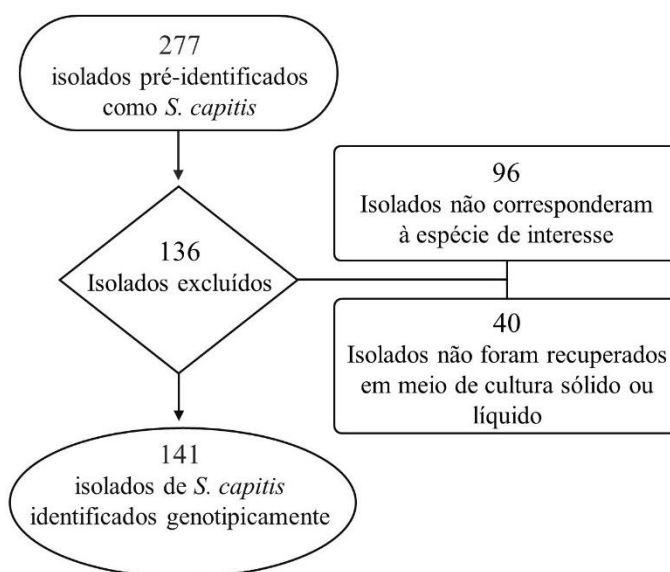 277
isolados pré-identificados
como S. capitis
96
Isolados não corresponderam
à espécie de interesse
136
Isolados excluídos
40
Isolados não foram recuperados
em meio de cultura sólido ou
líquido
141
isolados de S. capitis
identificados genotipicamente